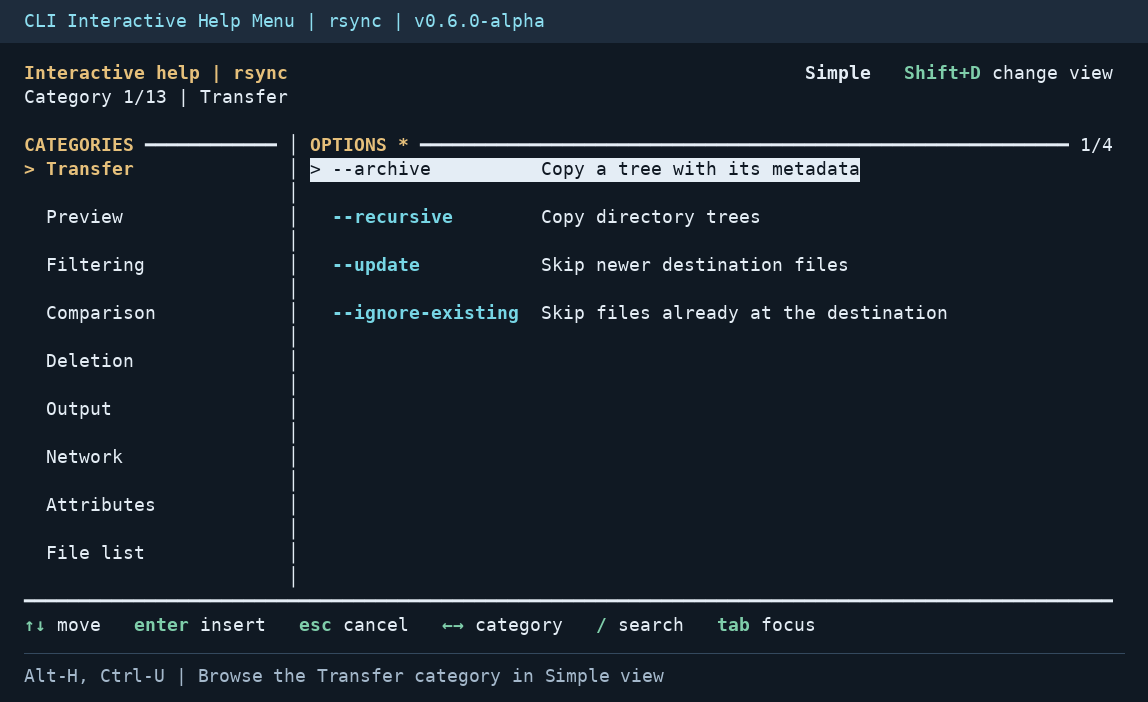 CLI Interactive Help Menu | rsync | v0.6.0-alpha
Interactive help | rsync Simple Shift+D change view
Category 1/13 | Transfer
CATEGORIES OPTIONS * 1/4
> Transfer > --archive Copy a tree with its metadata
Preview --recursive Copy directory trees
Filtering --update Skip newer destination files
Comparison --ignore-existing Skip files already at the destination
Deletion
Output
Network
Attributes
File list
↑↓ move enter insert esc cancel ←→ category / search tab focus
Alt-H, Ctrl-U | Browse the Transfer category in Simple view